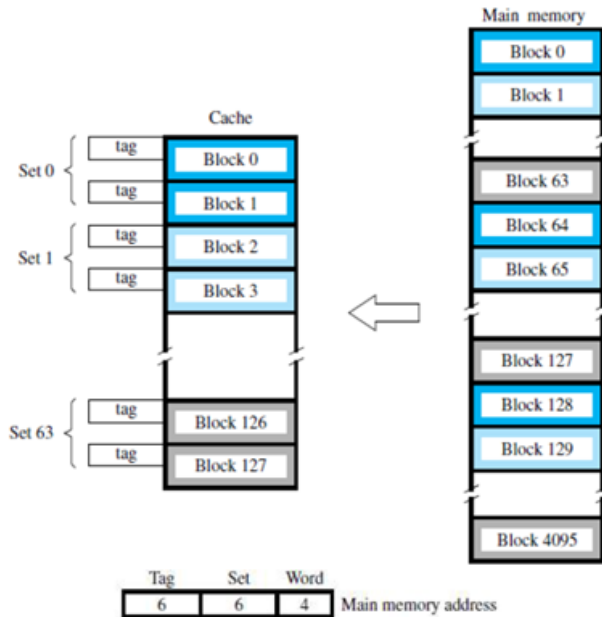 Main memory
Block 0
Block 1
Block 63
Block 64
Block 65
Block 127
Block 128
Block 129
Block 4095
Cache
Set 0
tag
Block 0
tag
Block 1
Set 1
tag
Block 2
tag
Block 3
Set 63
tag
Block 126
tag
Block 127
Tag Set Word
6 6 4 Main memory address